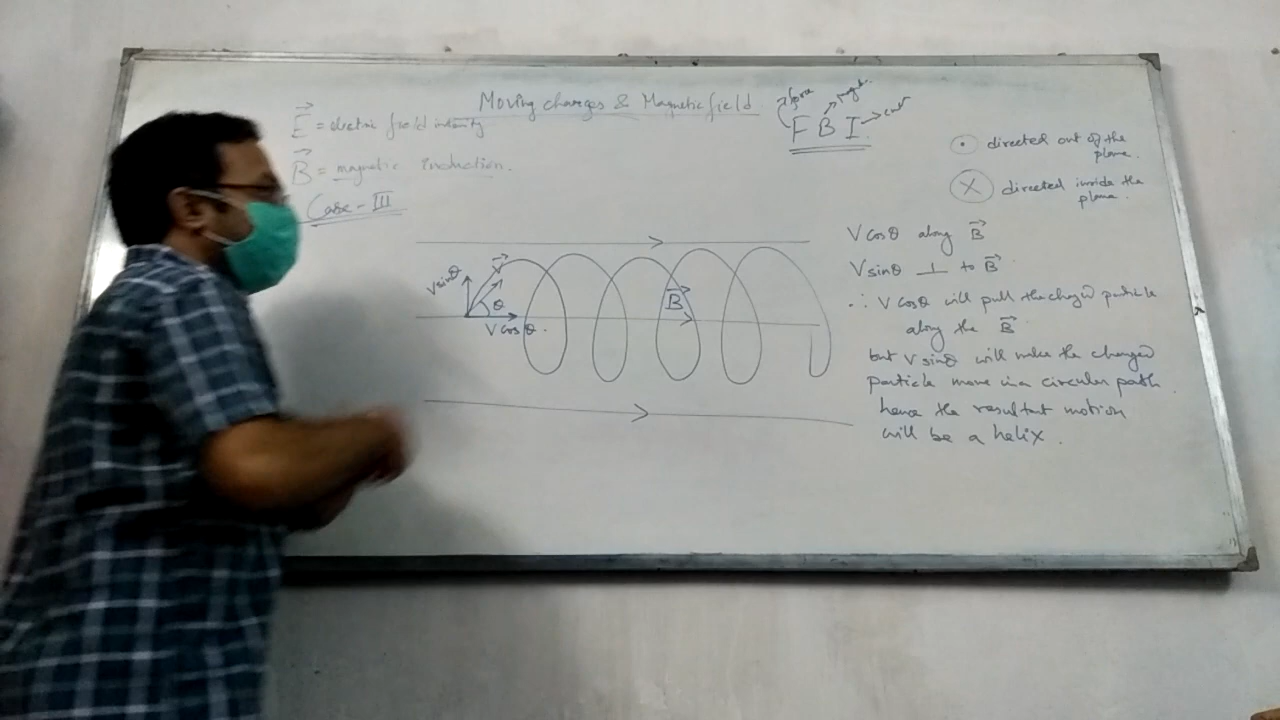 Moving charges & Magnetic field
E = electric field intensity
B = magnetic induction.
Case - III
force
F B I
⊙ directed out of the
plane.
⊗ directed inside the
plane.
V cosθ along B
V sinθ ⊥ to B
∴ V cosθ will pull the charged particle
along the B
but V sinθ will make the charged
particle move in a circular path.
hence the resultant motion
will be a helix.
V sinθ
V
θ
V cosθ.
B